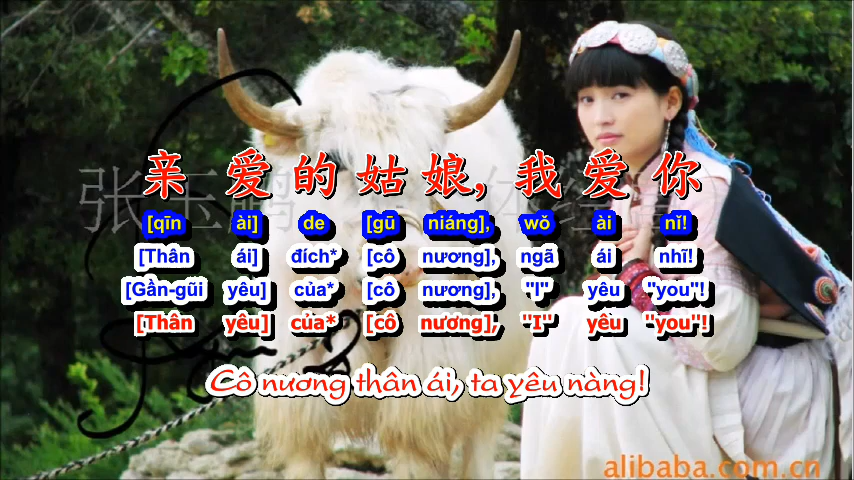 亲 爱 的 姑 娘, 我 爱 你
[qīn ài] de [gū niáng], wǒ ài nǐ!
[Thân ái] đích* [cô nương], ngã ái nhĩ!
[Gần-gũi yêu] của* [cô nương], "I" yêu "you"!
[Thân yêu] của* [cô nương], "I" yêu "you"!
Cô nương thân ái, ta yêu nàng!
alibaba.com.cn